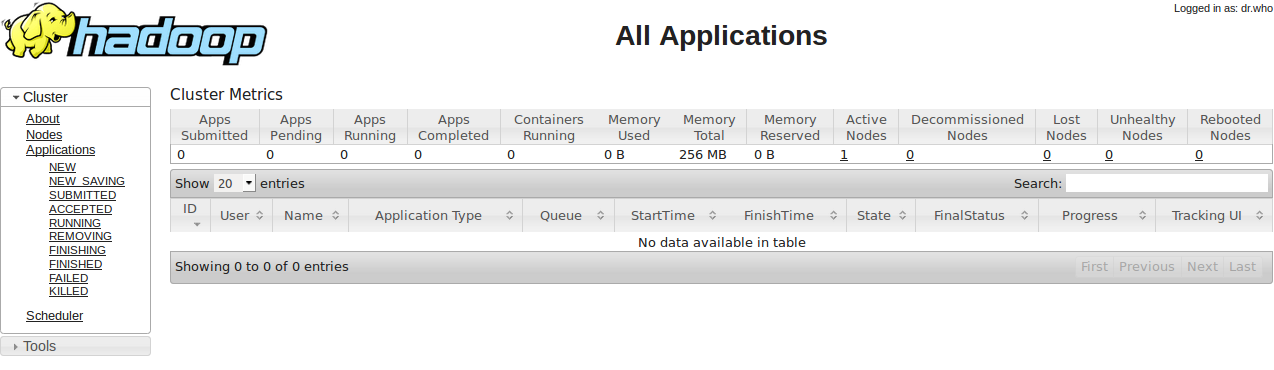 Logged in as: dr.who
hadoop
All Applications
Cluster
About
Nodes
Applications
NEW
NEW_SAVING
SUBMITTED
ACCEPTED
RUNNING
REMOVING
FINISHING
FINISHED
FAILED
KILLED
Scheduler
Tools
Cluster Metrics
Apps Submitted Apps Pending Apps Running Apps Completed Containers Running Memory Used Memory Total Memory Reserved Active Nodes Decommissioned Nodes Lost Nodes Unhealthy Nodes Rebooted Nodes
0 0 0 0 0 0 B 256 MB 0 B 1 0 0 0 0
Show 20 entries Search:
ID User Name Application Type Queue StartTime FinishTime State FinalStatus Progress Tracking UI
No data available in table
Showing 0 to 0 of 0 entries First Previous Next Last